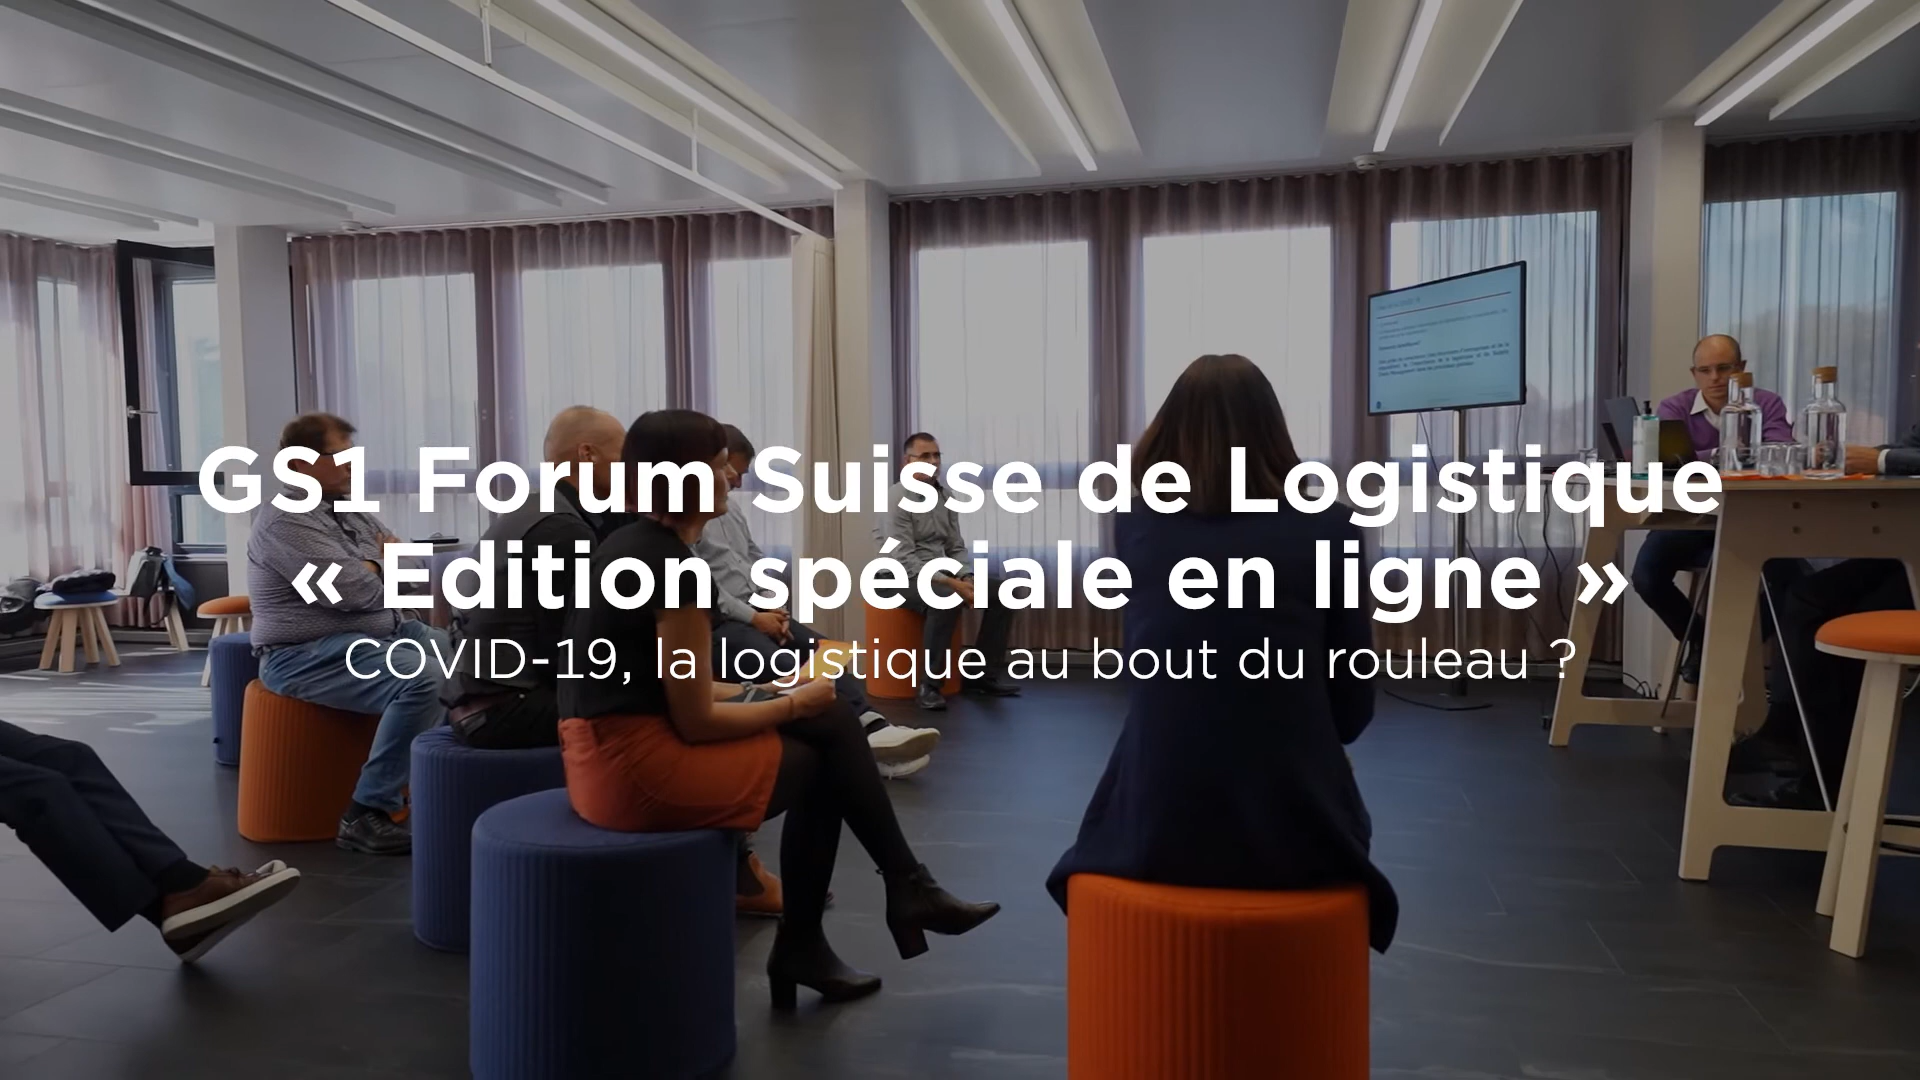 GS1 Forum Suisse de Logistique
« Edition spéciale en ligne »
COVID-19, la logistique au bout du rouleau ?